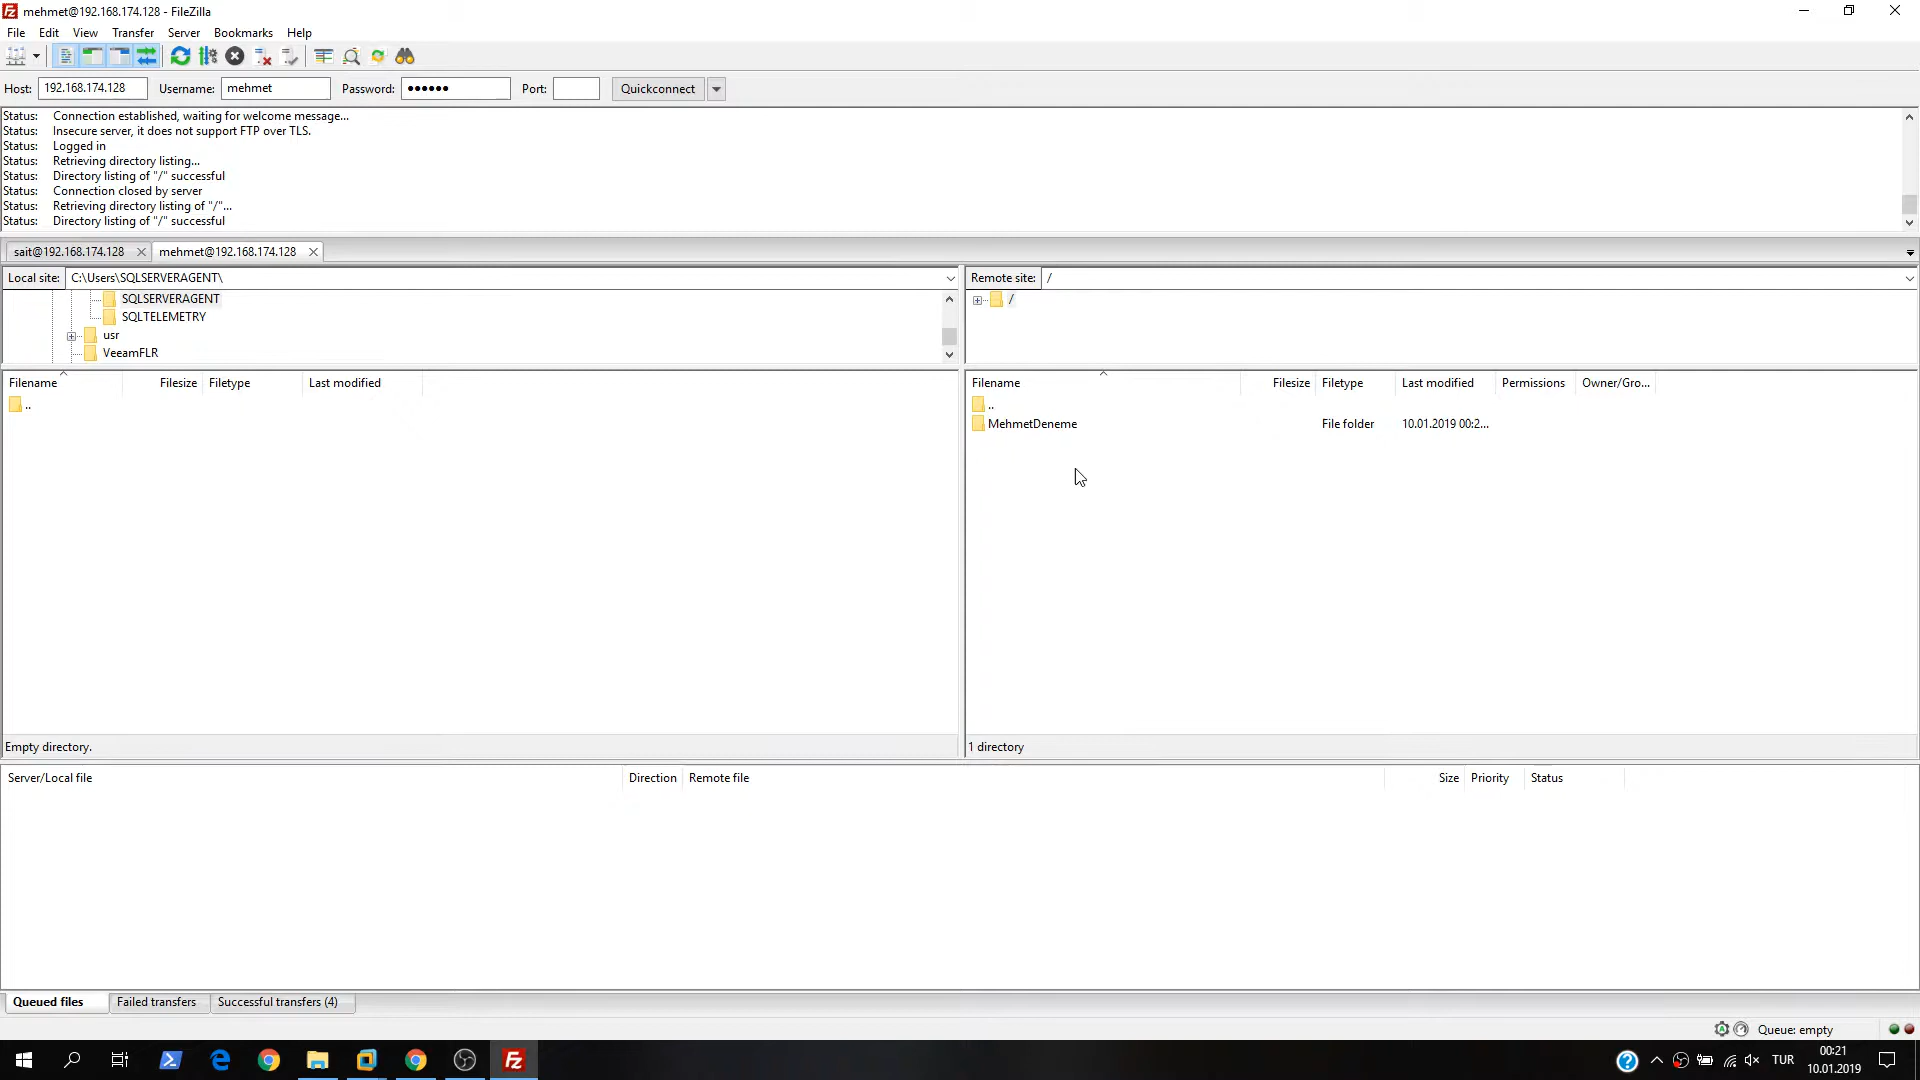 mehmet@192.168.174.128 - FileZilla
File Edit View Transfer Server Bookmarks Help
Host: 192.168.174.128 Username: mehmet Password: ●●●●●● Port: Quickconnect
Status: Connection established, waiting for welcome message...
Status: Insecure server, it does not support FTP over TLS.
Status: Logged in
Status: Retrieving directory listing...
Status: Directory listing of "/" successful
Status: Connection closed by server
Status: Retrieving directory listing of "/"...
Status: Directory listing of "/" successful
sait@192.168.174.128 mehmet@192.168.174.128
Local site: C:\Users\SQLSERVERAGENT\
SQLSERVERAGENT
SQLTELEMETRY
usr
VeeamFLR
Filename Filesize Filetype Last modified
..
Empty directory.
Remote site: /
/
Filename Filesize Filetype Last modified Permissions Owner/Gro...
..
MehmetDeneme File folder 10.01.2019 00:2...
1 directory
Server/Local file Direction Remote file Size Priority Status
Queued files Failed transfers Successful transfers (4)
Queue: empty
TUR
00:21
10.01.2019